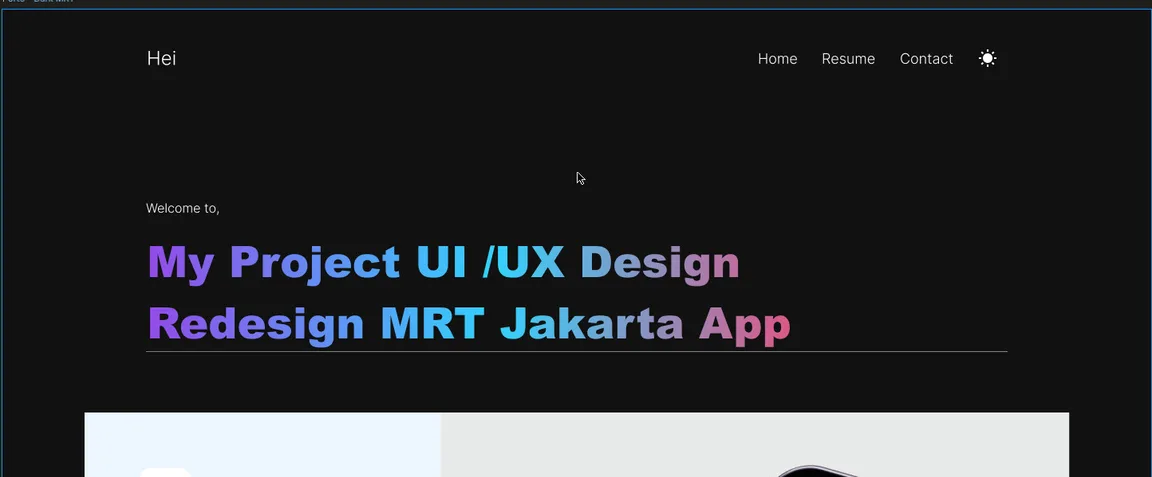 Hei
Home Resume Contact
Welcome to,
My Project UI /UX Design
Redesign MRT Jakarta App